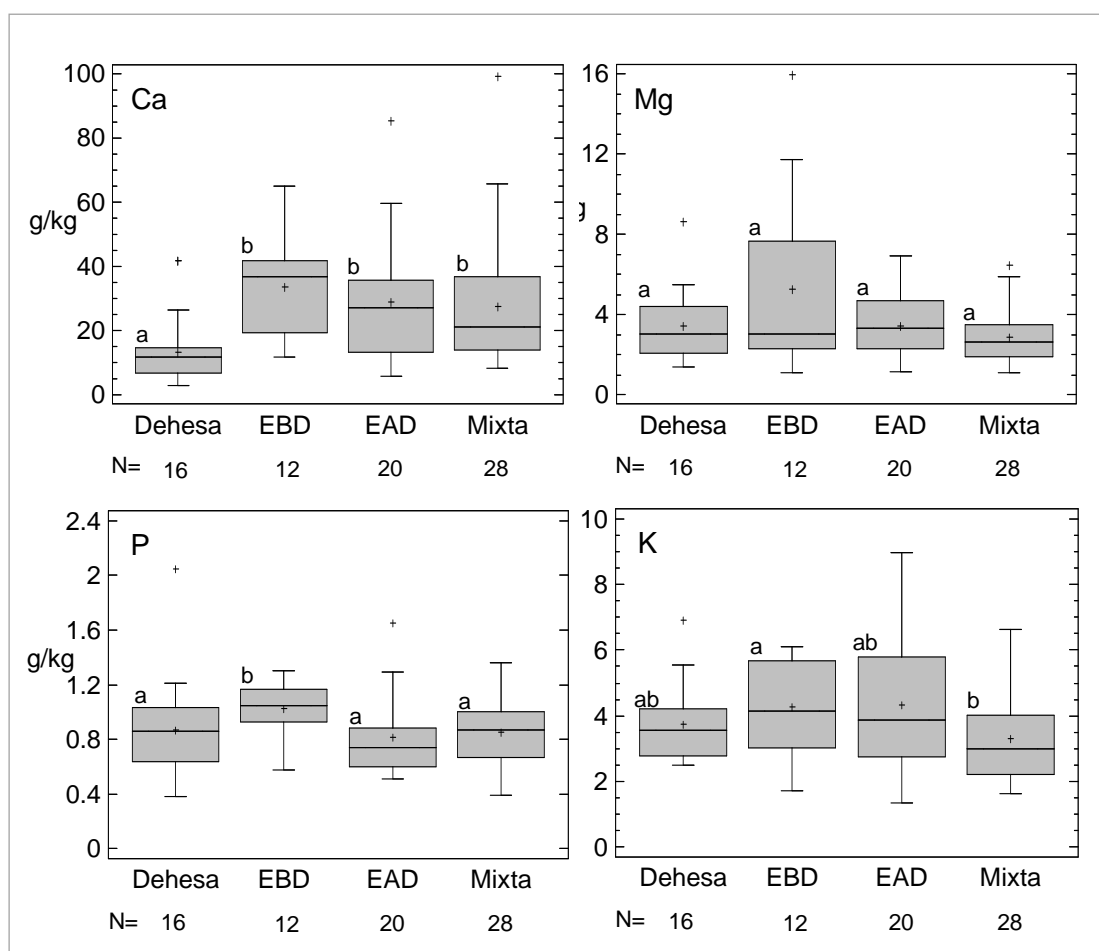 Ca
100
80
60
40
20
0
g/kg
a
b
b
b
Dehesa EBD EAD Mixta
N= 16 12 20 28
Mg
16
12
8
4
0
a
a
a
a
Dehesa EBD EAD Mixta
N= 16 12 20 28
P
2.4
2
1.6
1.2
0.8
0.4
0
g/kg
a
b
a
a
Dehesa EBD EAD Mixta
N= 16 12 20 28
K
10
8
6
4
2
0
ab
a
ab
b
Dehesa EBD EAD Mixta
N= 16 12 20 28